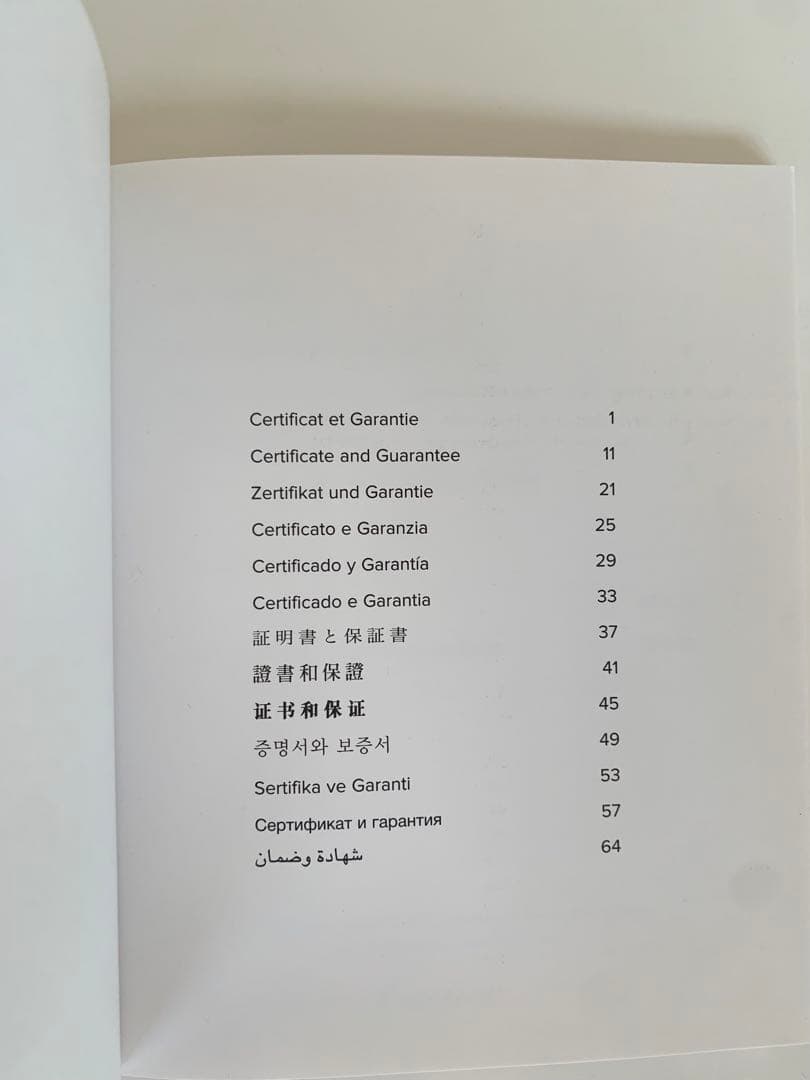 Certificat et Garantie 1
Certificate and Guarantee 11
Zertifikat und Garantie 21
Certificato e Garanzia 25
Certificado y Garantía 29
Certificado e Garantia 33
証明書と保証書 37
證書和保證 41
证书和保证 45
증명서와 보증서 49
Sertifika ve Garanti 53
Сертификат и гарантия 57
شهادة وضمان 64